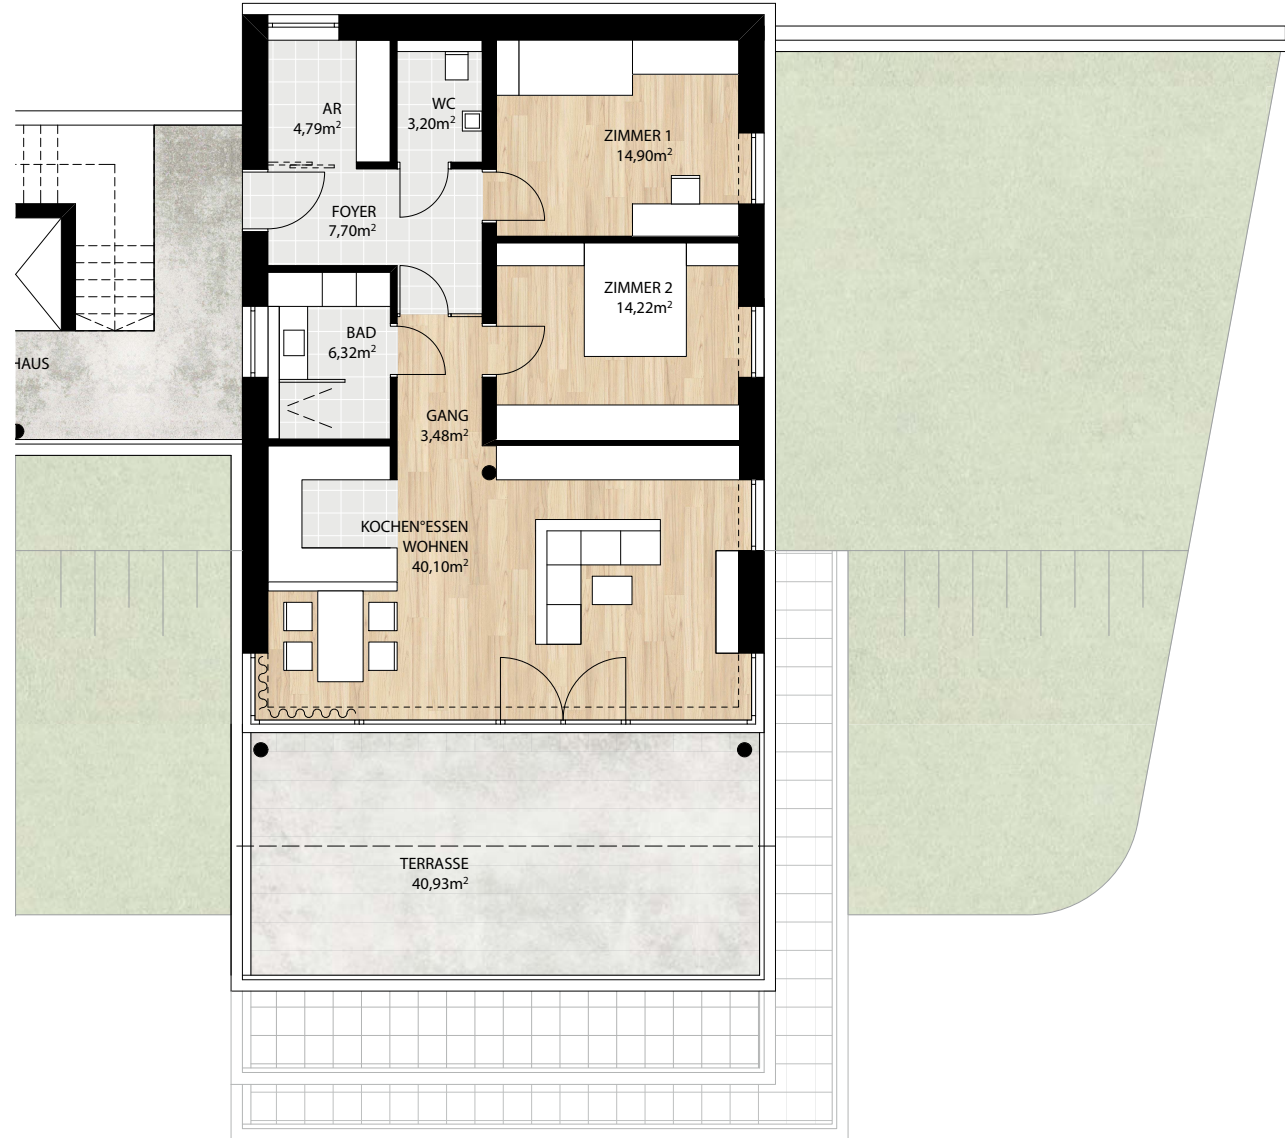 AR
4,79m²
WC
3,20m²
ZIMMER 1
14,90m²
FOYER
7,70m²
ZIMMER 2
14,22m²
BAD
6,32m²
HAUS
GANG
3,48m²
KOCHEN°ESSEN
WOHNEN
40,10m²
TERRASSE
40,93m²